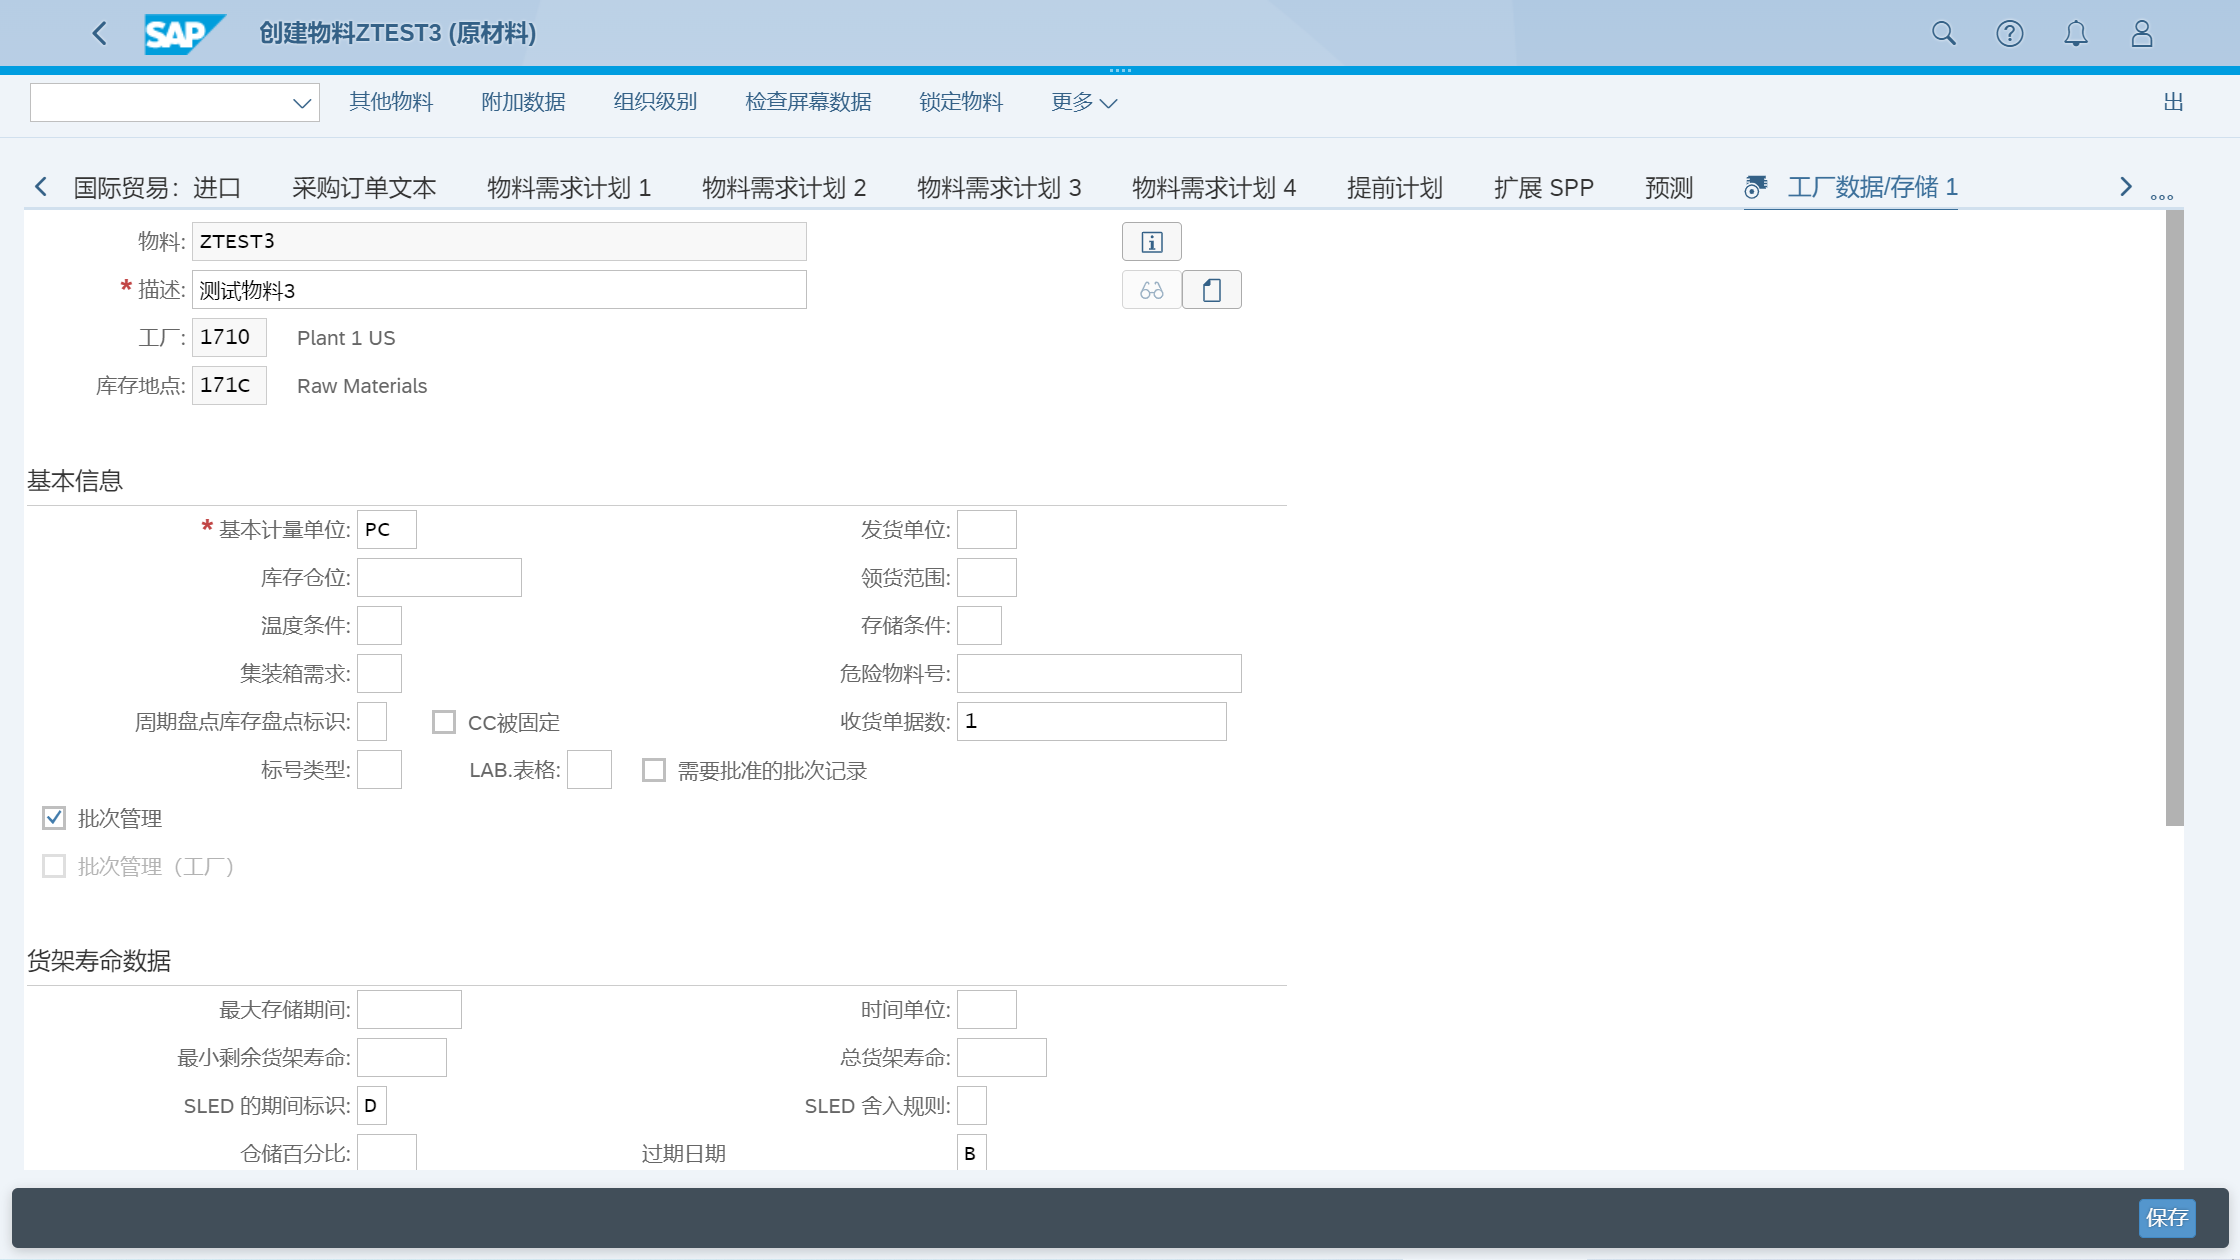 SAP 创建物料ZTEST3 (原材料)
其他物料 附加数据 组织级别 检查屏幕数据 锁定物料 更多 出
国际贸易：进口 采购订单文本 物料需求计划 1 物料需求计划 2 物料需求计划 3 物料需求计划 4 提前计划 扩展 SPP 预测 工厂数据/存储 1
物料: ZTEST3
* 描述: 测试物料3
工厂: 1710 Plant 1 US
库存地点: 171C Raw Materials
基本信息
* 基本计量单位: PC 发货单位:
库存仓位: 领货范围:
温度条件: 存储条件:
集装箱需求: 危险物料号:
周期盘点库存盘点标识: CC被固定 收货单据数: 1
标号类型: LAB.表格: 需要批准的批次记录
批次管理
批次管理（工厂）
货架寿命数据
最大存储期间: 时间单位:
最小剩余货架寿命: 总货架寿命:
SLED 的期间标识: D SLED 舍入规则:
仓储百分比: 过期日期 B
保存